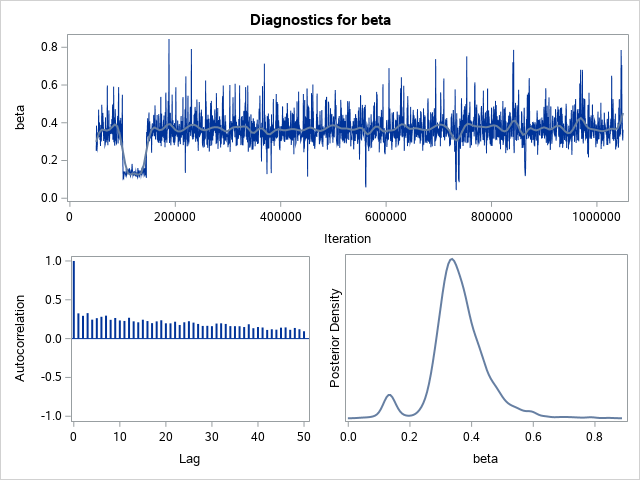 Diagnostics for beta
beta
0.8
0.6
0.4
0.2
0.0
0 200000 400000 600000 800000 1000000
Iteration
Autocorrelation
1.0
0.5
0.0
-0.5
-1.0
0 10 20 30 40 50
Lag
Posterior Density
0.0 0.2 0.4 0.6 0.8
beta